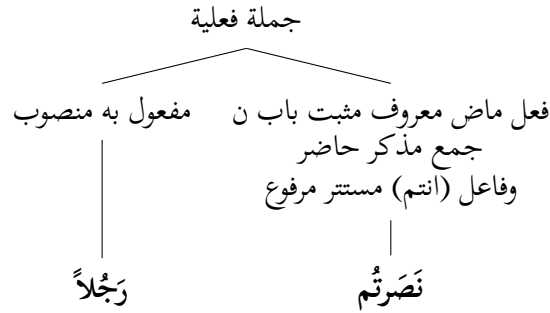 جملة فعلية
فعل ماض معروف مثبت باب ن
جمع مذكر حاضر
وفاعل (انتم) مستتر مرفوع
مفعول به منصوب
نَصَرتُم
رَجُلاً